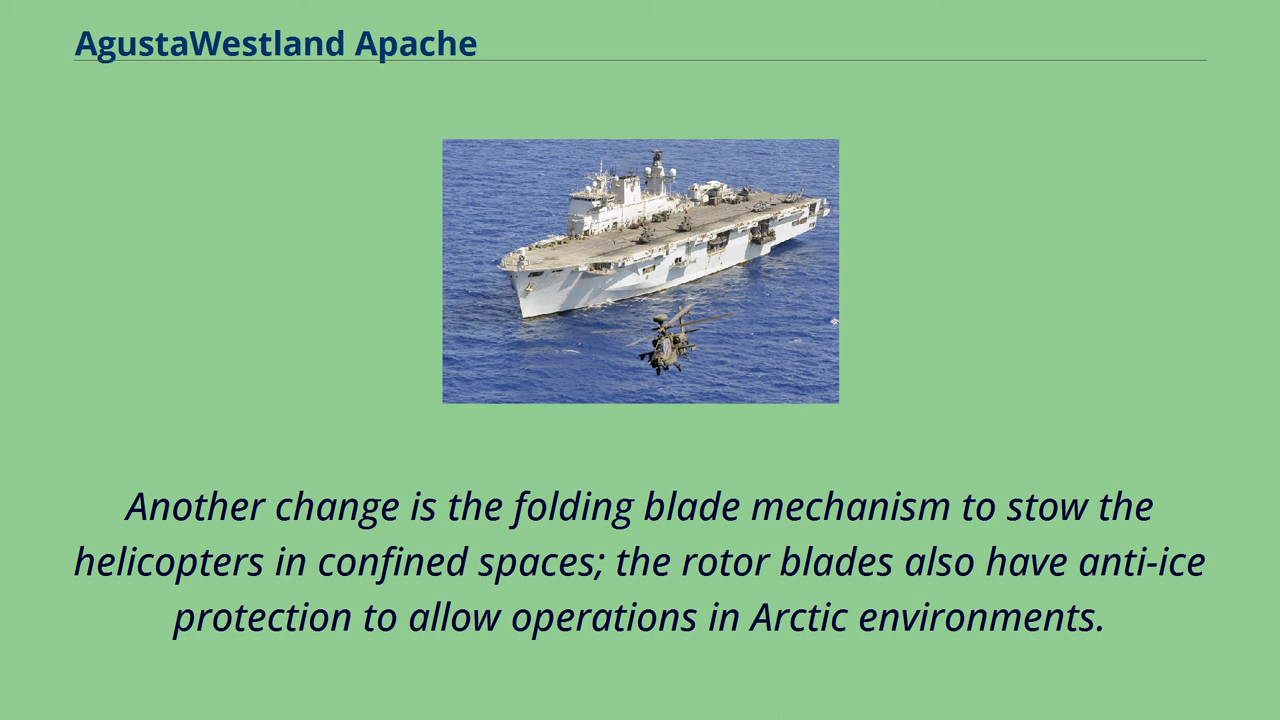 AgustaWestland Apache
Another change is the folding blade mechanism to stow the
helicopters in confined spaces; the rotor blades also have anti-ice
protection to allow operations in Arctic environments.